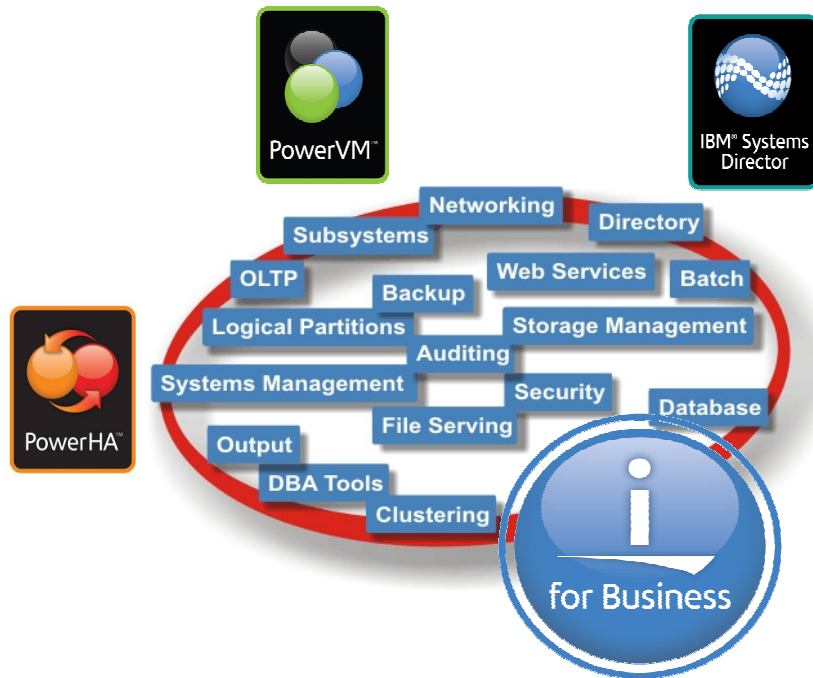 PowerVM™
IBM® Systems
Director
Networking
Subsystems
Directory
OLTP
Web Services
Batch
Backup
Logical Partitions
Storage Management
Auditing
Systems Management
Security
Database
File Serving
PowerHA™
Output
DBA Tools
Clustering
i
for Business